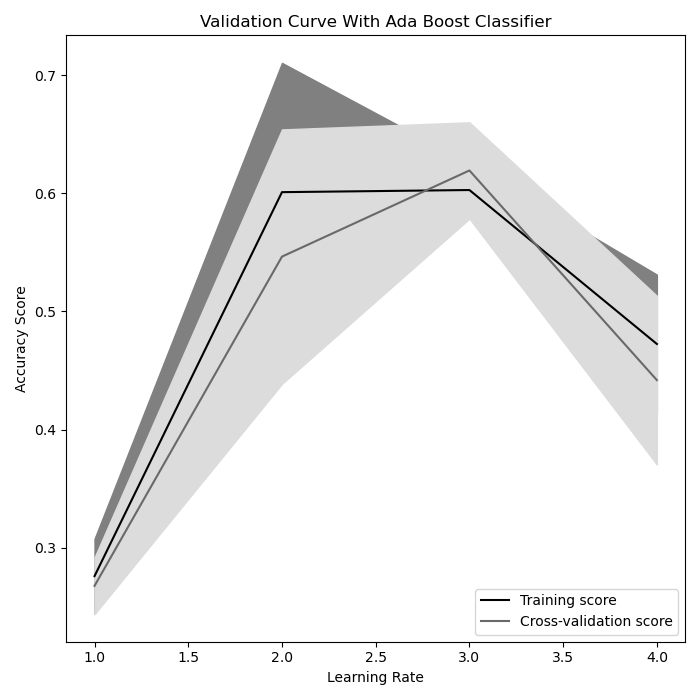 Validation Curve With Ada Boost Classifier
0.7
0.6
0.5
0.4
0.3
Accuracy Score
Training score
Cross-validation score
1.0 1.5 2.0 2.5 3.0 3.5 4.0
Learning Rate